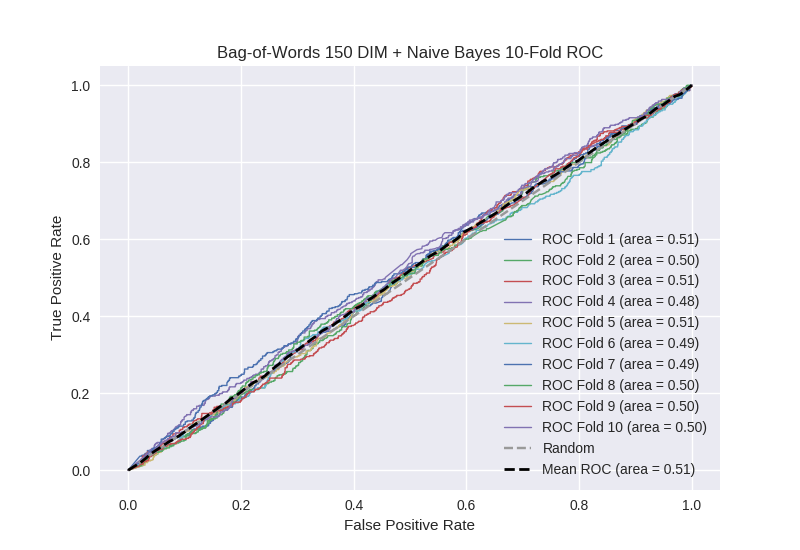 Bag-of-Words 150 DIM + Naive Bayes 10-Fold ROC
1.0
0.8
0.6
0.4
0.2
0.0
True Positive Rate
ROC Fold 1 (area = 0.51)
ROC Fold 2 (area = 0.50)
ROC Fold 3 (area = 0.51)
ROC Fold 4 (area = 0.48)
ROC Fold 5 (area = 0.51)
ROC Fold 6 (area = 0.49)
ROC Fold 7 (area = 0.49)
ROC Fold 8 (area = 0.50)
ROC Fold 9 (area = 0.50)
ROC Fold 10 (area = 0.50)
Random
Mean ROC (area = 0.51)
0.0 0.2 0.4 0.6 0.8 1.0
False Positive Rate